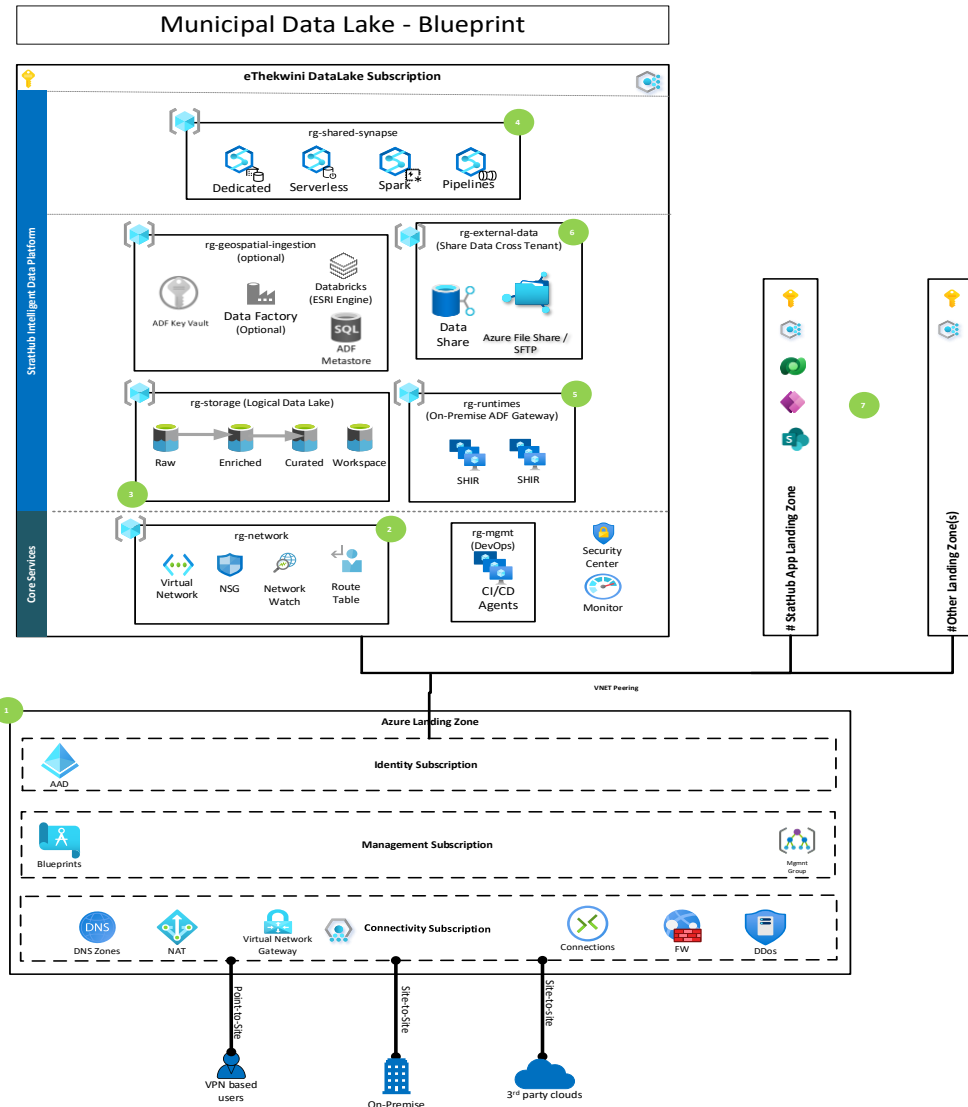 Municipal Data Lake - Blueprint
eThekwini DataLake Subscription
StratHub Intelligent Data Platform
Core Services
4
rg-shared-synapse
Dedicated
Serverless
Spark
Pipelines
rg-geospatial-ingestion
(optional)
ADF Key Vault
Data Factory
(Optional)
Databricks
(ESRI Engine)
SQL
ADF
Metastore
6
rg-external-data
(Share Data Cross Tenant)
Data
Share
Azure File Share /
SFTP
rg-storage (Logical Data Lake)
Raw
Enriched
Curated
Workspace
3
5
rg-runtimes
(On-Premise ADF Gateway)
SHIR
SHIR
2
rg-network
Virtual
Network
NSG
Network
Watch
Route
Table
rg-mgmt
(DevOps)
CI/CD
Agents
Security
Center
Monitor
S
# StatHub App Landing Zone
7
#Other Landing Zone(s)
VNET Peering
1
Azure Landing Zone
Identity Subscription
AAD
Management Subscription
Blueprints
Mgmnt
Group
Connectivity Subscription
DNS
DNS Zones
NAT
Virtual Network
Gateway
Connections
FW
DDos
Point-to-Site
Site-to-Site
Site-to-site
VPN based
users
On-Premise
3rd party clouds